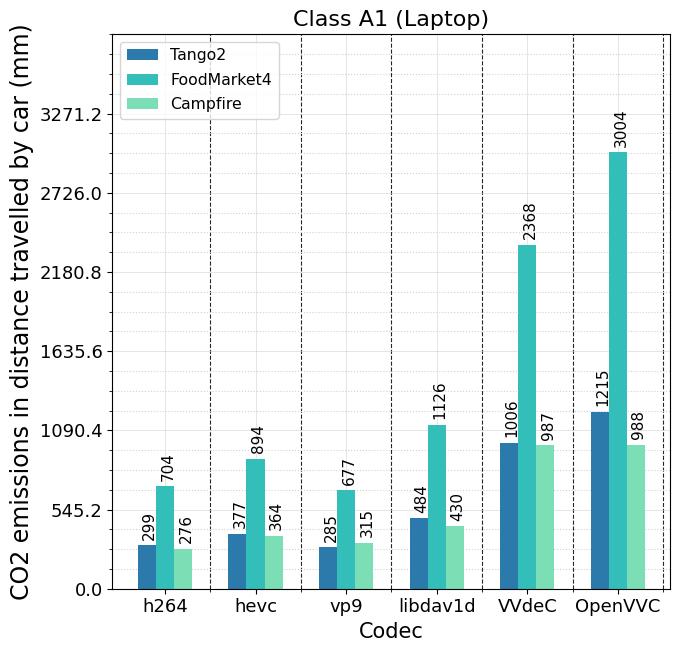 Class A1 (Laptop)
Tango2
FoodMarket4
Campfire
CO2 emissions in distance travelled by car (mm)
3271.2
2726.0
2180.8
1635.6
1090.4
545.2
0.0
299
704
276
377
894
364
285
677
315
484
1126
430
1006
2368
987
1215
3004
988
h264
hevc
vp9
libdav1d
VVdeC
OpenVVC
Codec